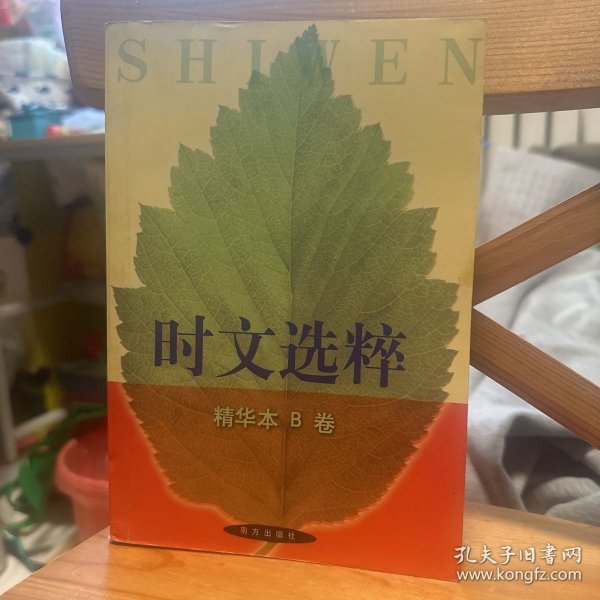 SHIWEN
时文选粹
精华本 B 卷
南方出版社
孔夫子旧书网
www.kongfz.com